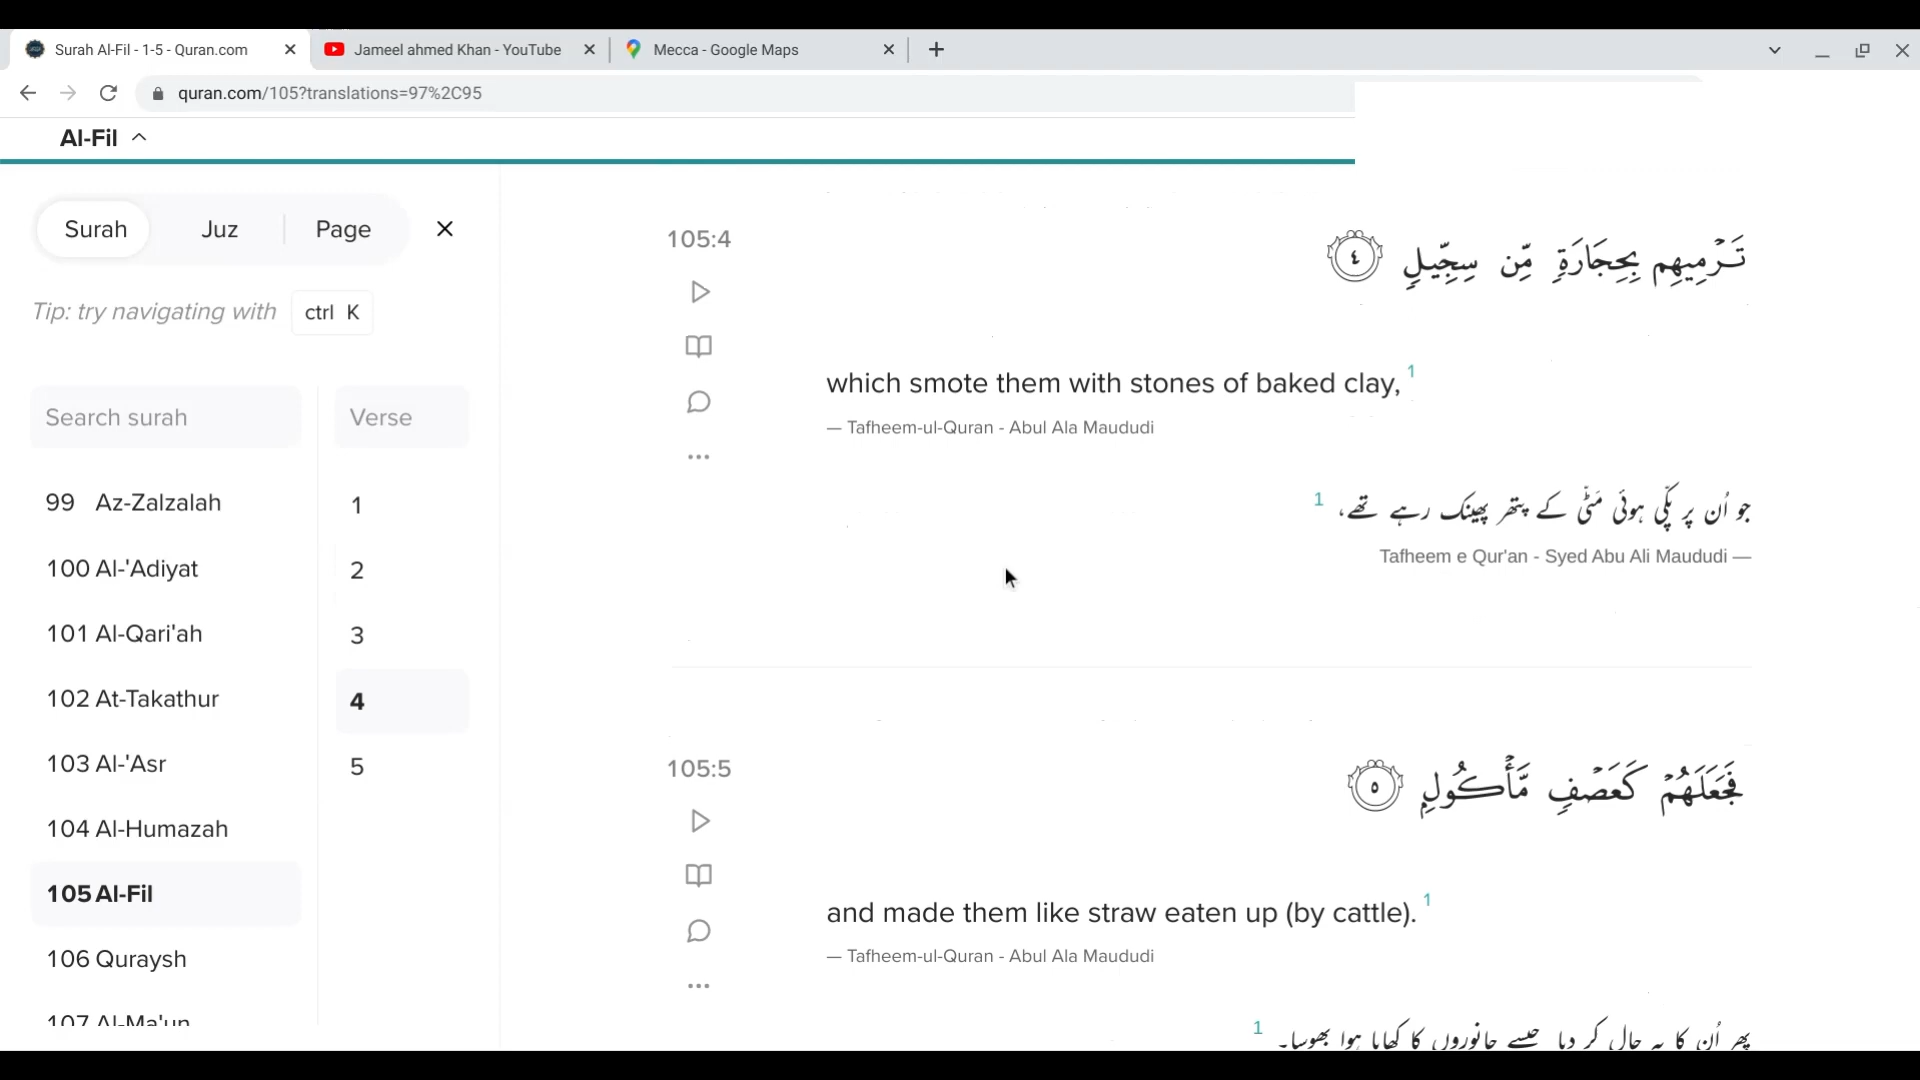 Surah Al-Fil - 1-5 - Quran.com
Jameel ahmed Khan - YouTube
Mecca - Google Maps
quran.com/105?translations=97%2C95
Al-Fil
Surah
Juz
Page
Tip: try navigating with ctrl K
Search surah
Verse
99 Az-Zalzalah
100 Al-'Adiyat
101 Al-Qari'ah
102 At-Takathur
103 Al-'Asr
104 Al-Humazah
105 Al-Fil
106 Quraysh
107 Al-Ma'un
1
2
3
4
5
105:4
تَرْمِيهِم بِحِجَارَةٍ مِّن سِجِّيلٍ ٤
which smote them with stones of baked clay, 1
— Tafheem-ul-Quran - Abul Ala Maududi
جو اُن پر پکّی ہوئی مَٹّی کے پتھر پھینک رہے تھے، 1
Tafheem e Qur'an - Syed Abu Ali Maududi —
105:5
فَجَعَلَهُمْ كَعَصْفٍ مَّأْكُولٍۭ ٥
and made them like straw eaten up (by cattle). 1
— Tafheem-ul-Quran - Abul Ala Maududi
پھر اُن کا یہ حال کر دیا جیسے جانوروں کا کھایا ہوا بھوسا۔ 1